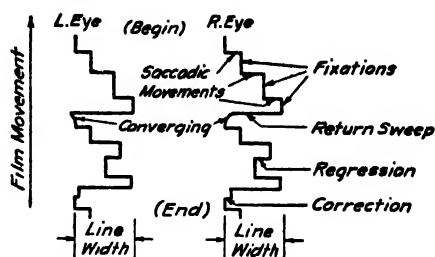 L.Eye (Begin) R.Eye
Saccadic Movements
Fixations
Film Movement
Converging
Return Sweep
Regression
(End)
Correction
Line Width
Line Width